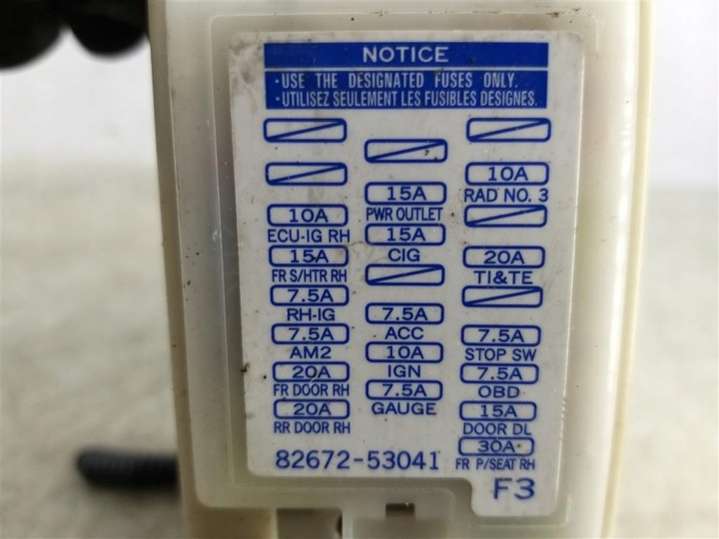 NOTICE
·USE THE DESIGNATED FUSES ONLY.
·UTILISEZ SEULEMENT LES FUSIBLES DESIGNES.
10A
ECU-IG RH
15A
FR S/HTR RH
7.5A
RH-IG
7.5A
AM2
20A
FR DOOR RH
20A
RR DOOR RH
15A
PWR OUTLET
15A
CIG
7.5A
ACC
10A
IGN
7.5A
GAUGE
10A
RAD NO. 3
20A
TI&TE
7.5A
STOP SW
7.5A
OBD
15A
DOOR DL
30A
FR P/SEAT RH
82672-53041
F3